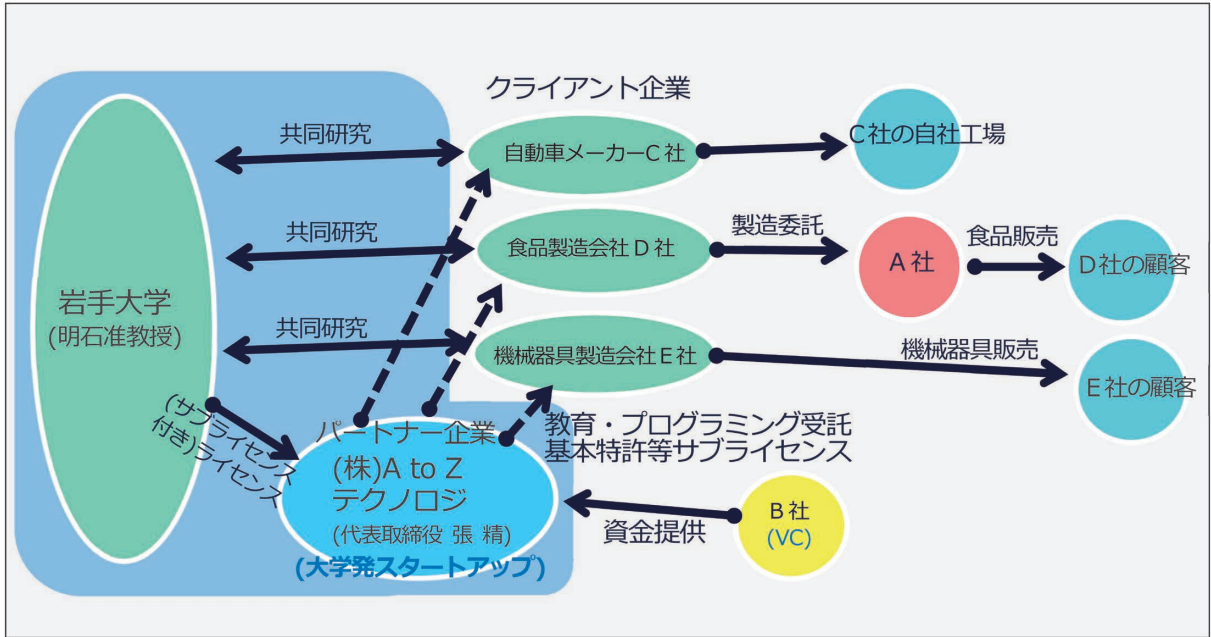 クライアント企業
共同研究
自動車メーカーC社
C社の自社工場
共同研究
食品製造会社D社
製造委託
A社
食品販売
D社の顧客
岩手大学
(明石准教授)
共同研究
機械器具製造会社E社
機械器具販売
E社の顧客
(サブライセンス
付き)ライセンス
パートナー企業
(株)A to Z
テクノロジ
(代表取締役 張 精)
(大学発スタートアップ)
教育・プログラミング受託
基本特許等サブライセンス
資金提供
B社
(VC)